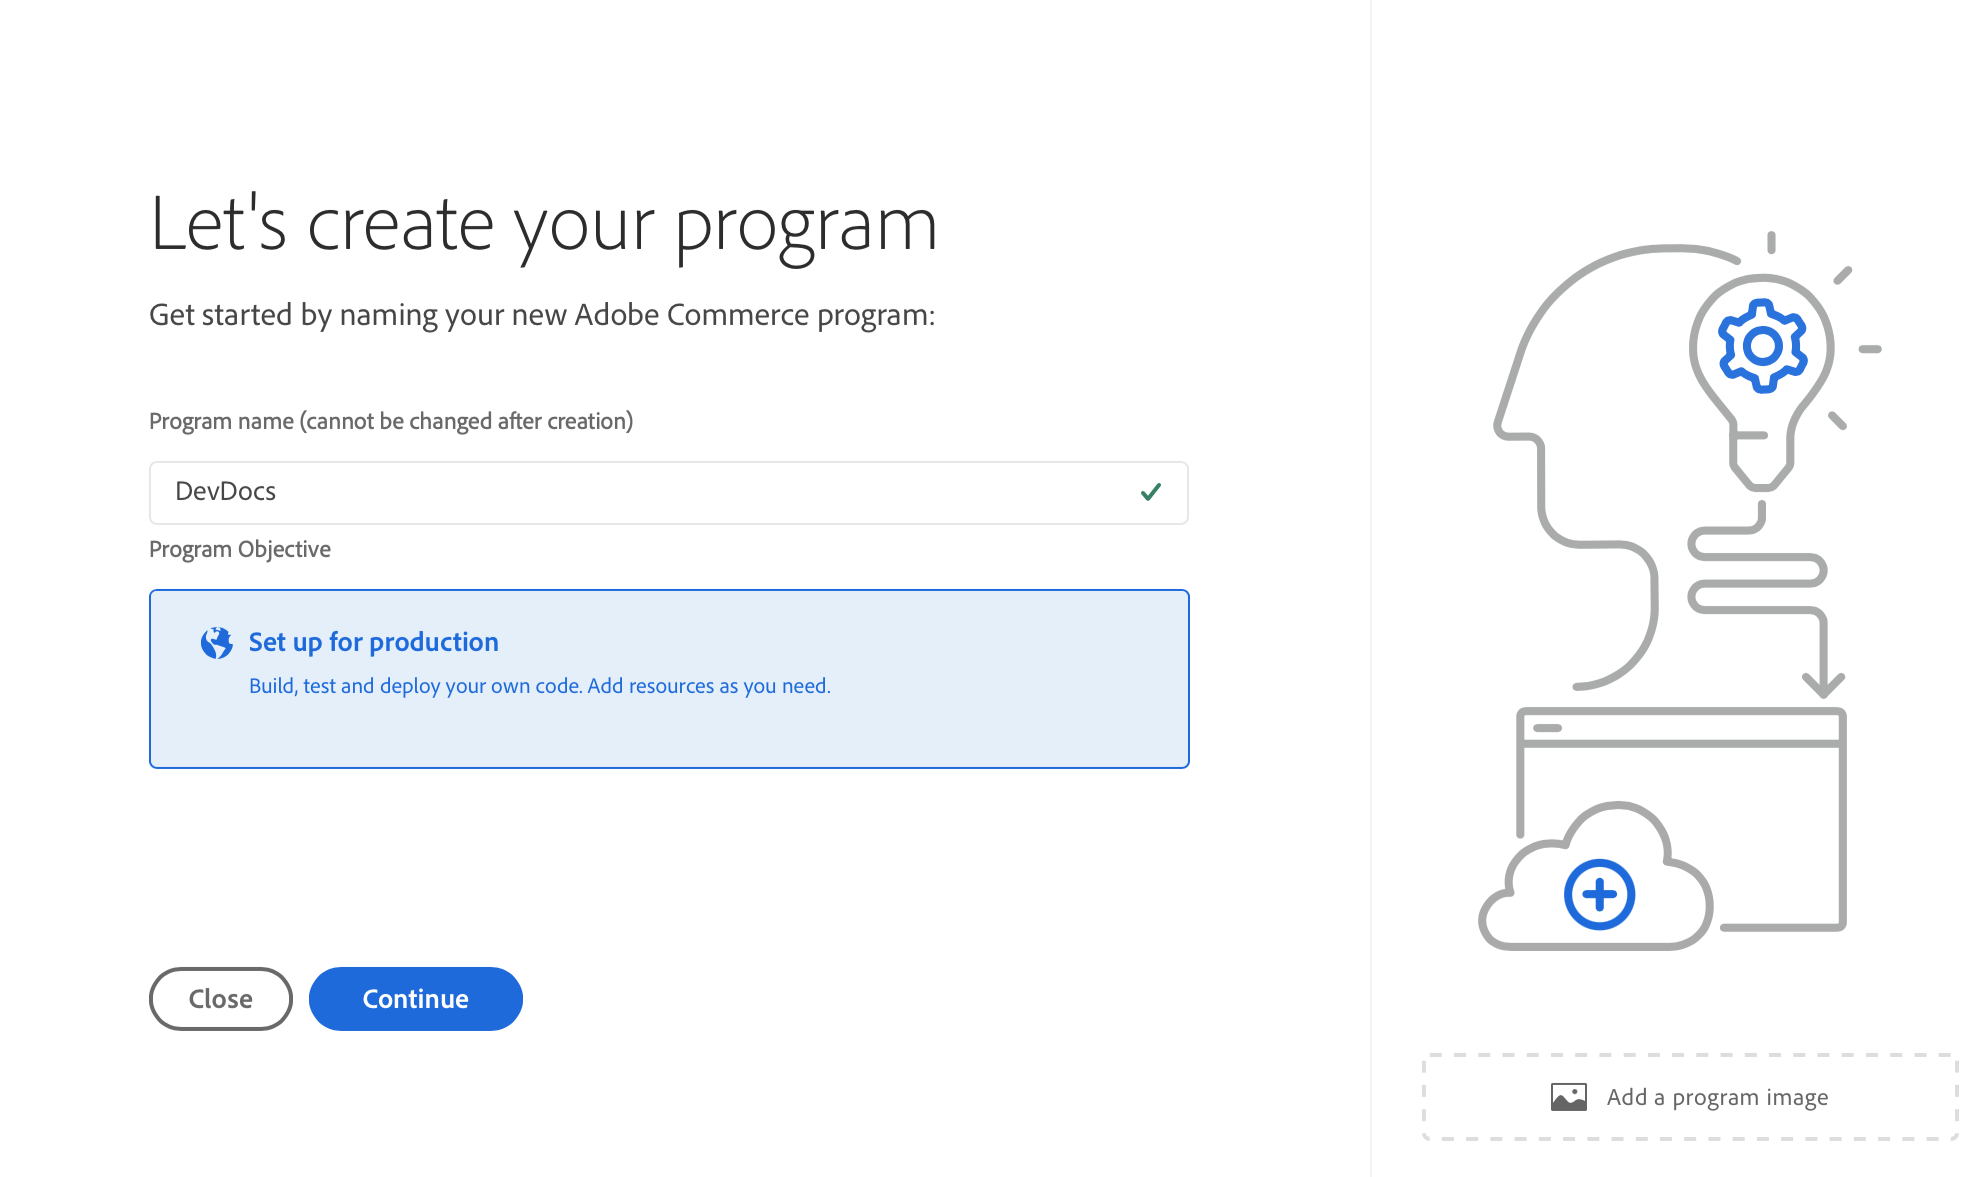 Let's create your program
Get started by naming your new Adobe Commerce program:
Program name (cannot be changed after creation)
DevDocs
Program Objective
Set up for production
Build, test and deploy your own code. Add resources as you need.
Close
Continue
Add a program image